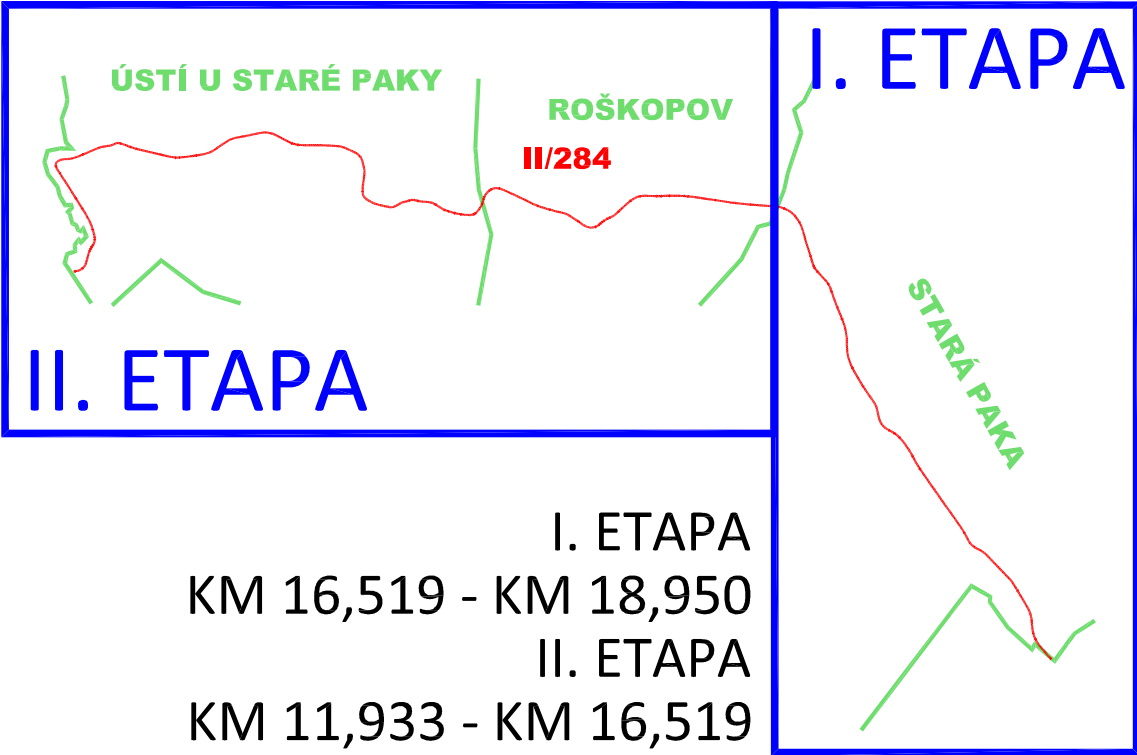 I. ETAPA
ÚSTÍ U STARÉ PAKY
ROŠKOPOV
II/284
STARÁ PAKA
II. ETAPA
I. ETAPA
KM 16,519 - KM 18,950
II. ETAPA
KM 11,933 - KM 16,519